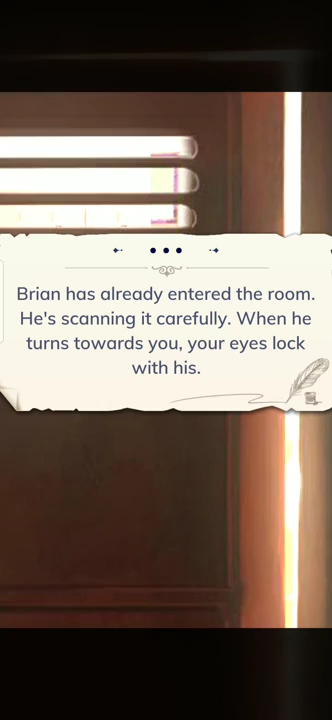 Brian has already entered the room.
He's scanning it carefully. When he
turns towards you, your eyes lock
with his.